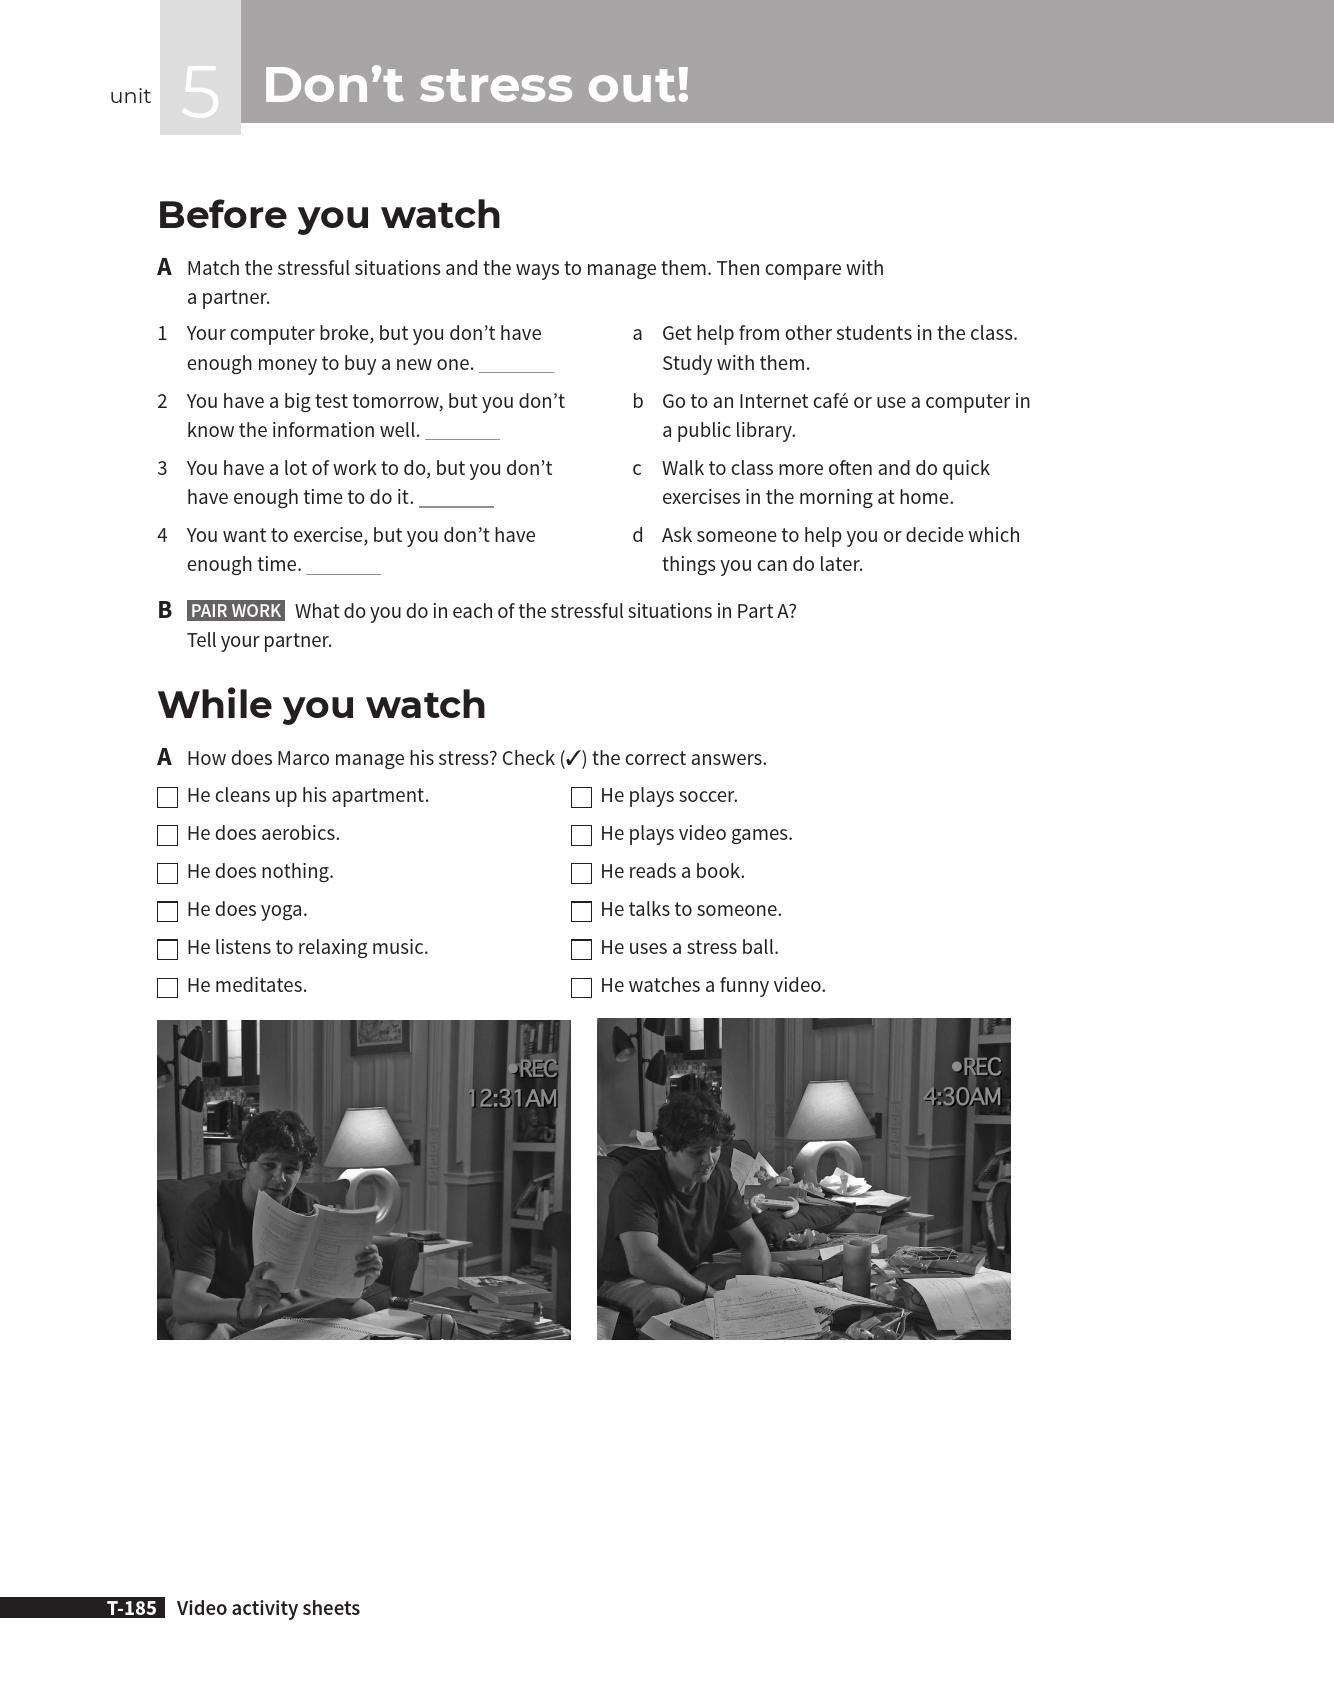 unit 5 Don’t stress out!
Before you watch
A Match the stressful situations and the ways to manage them. Then compare with
a partner.
1 Your computer broke, but you don’t have
enough money to buy a new one. _______
2 You have a big test tomorrow, but you don’t
know the information well. _______
3 You have a lot of work to do, but you don’t
have enough time to do it. _______
4 You want to exercise, but you don’t have
enough time. _______
a Get help from other students in the class.
Study with them.
b Go to an Internet café or use a computer in
a public library.
c Walk to class more often and do quick
exercises in the morning at home.
d Ask someone to help you or decide which
things you can do later.
B PAIR WORK What do you do in each of the stressful situations in Part A?
Tell your partner.
While you watch
A How does Marco manage his stress? Check (✓) the correct answers.
He cleans up his apartment.
He does aerobics.
He does nothing.
He does yoga.
He listens to relaxing music.
He meditates.
He plays soccer.
He plays video games.
He reads a book.
He talks to someone.
He uses a stress ball.
He watches a funny video.
•REC
12:31AM
•REC
4:30AM
T-185 Video activity sheets